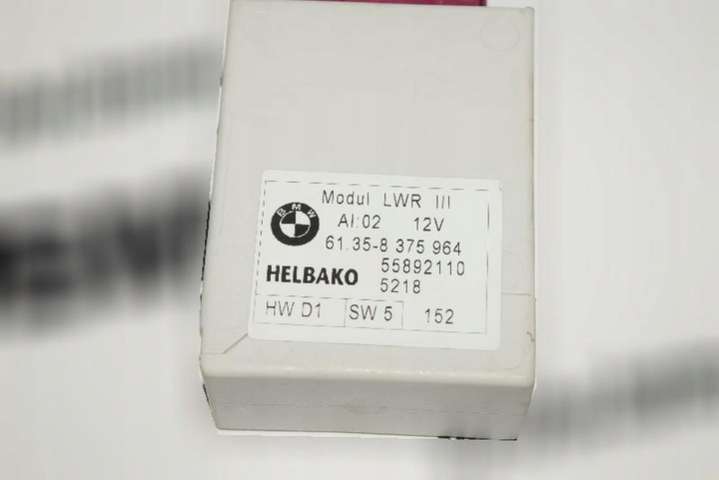 Modul LWR III
BMW
AI:02 12V
61.35-8 375 964
55892110
HELBAKO
5218
HW D1 SW 5 152